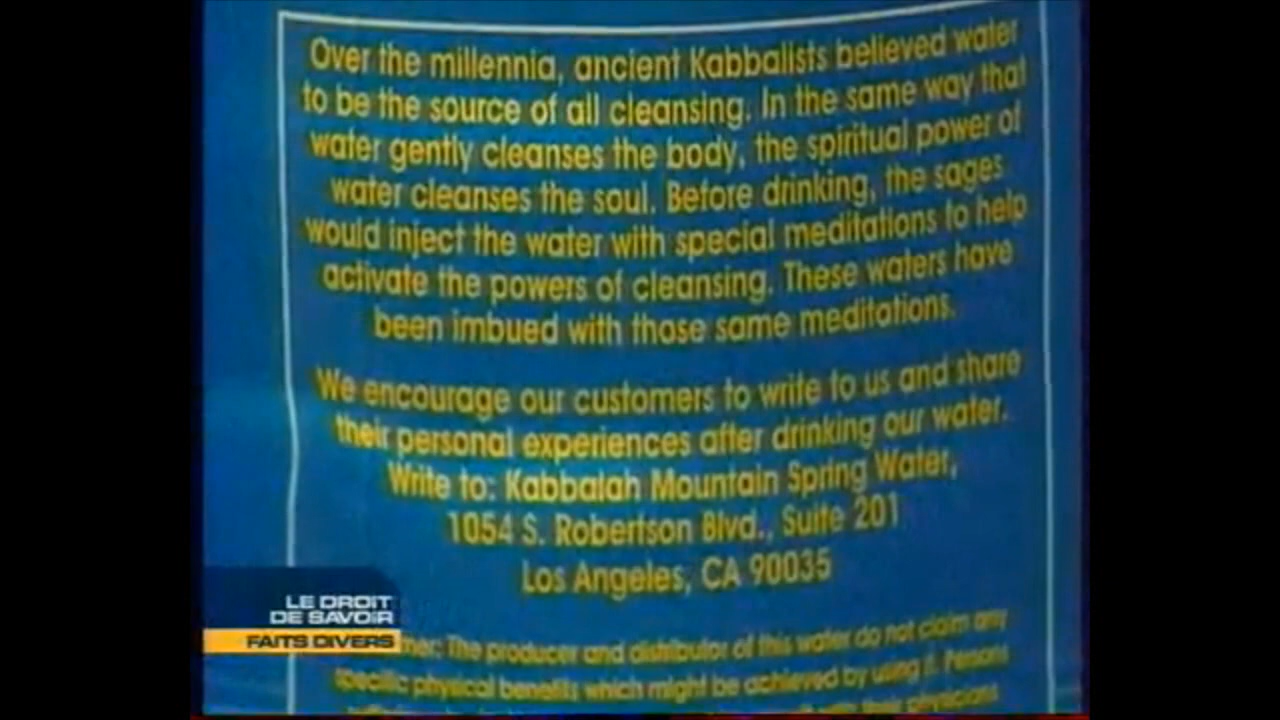 Over the millennia, ancient Kabbalists believed water
to be the source of all cleansing. In the same way that
water gently cleanses the body, the spiritual power of
water cleanses the soul. Before drinking, the sages
would inject the water with special meditations to help
activate the powers of cleansing. These waters have
been imbued with those same meditations.
We encourage our customers to write to us and share
their personal experiences after drinking our water.
Write to: Kabbalah Mountain Spring Water,
1054 S. Robertson Blvd., Suite 201
Los Angeles, CA 90035
The producer and distributor of this water do not claim any
specific physical benefits which might be achieved by using it. Persons
physicians
LE DROIT
DE SAVOIR
FAITS DIVERS